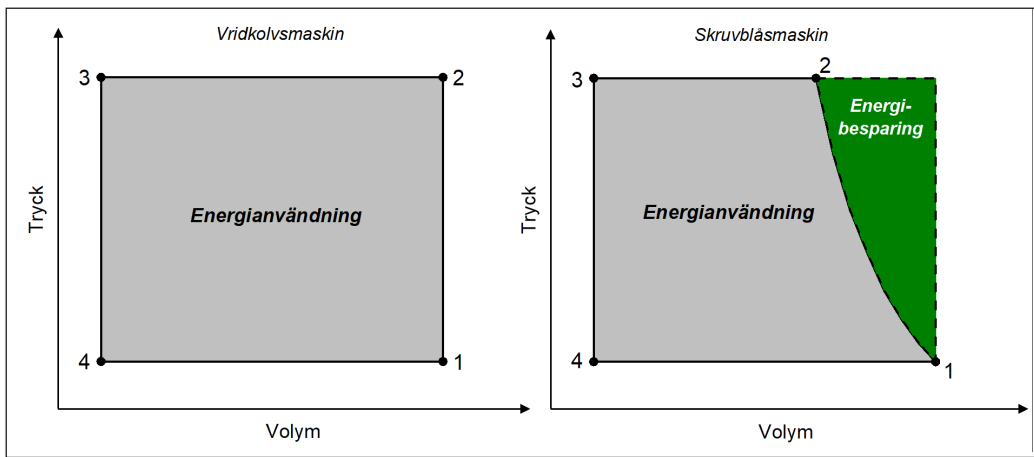 Vridkolvsmaskin
3
2
Energianvändning
Tryck
4
1
Volym
Skruvblåsmaskin
2
3
Energi-
besparing
Energianvändning
Tryck
4
1
Volym